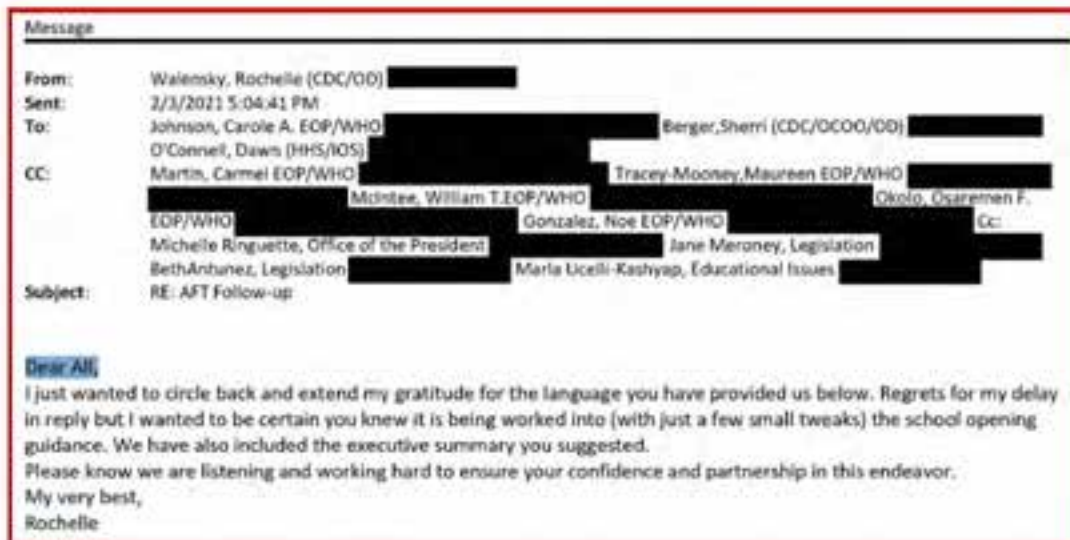 Message
From: Walensky, Rochelle (CDC/OD)
Sent: 2/3/2021 5:04:41 PM
To: Johnson, Carole A. EOP/WHO Berger,Sherri (CDC/OCOO/OD)
O'Connell, Dawn (HHS/IOS)
CC: Martin, Carmel EOP/WHO Tracey-Mooney,Maureen EOP/WHO
McIntee, William T.EOP/WHO Okolo, Osaremen F.
EOP/WHO Gonzalez, Noe EOP/WHO Cc:
Michelle Ringuette, Office of the President Jane Meroney, Legislation
BethAntunez, Legislation Marla Ucelli-Kashyap, Educational Issues
Subject: RE: AFT Follow-up
Dear All,
I just wanted to circle back and extend my gratitude for the language you have provided us below. Regrets for my delay
in reply but I wanted to be certain you knew it is being worked into (with just a few small tweaks) the school opening
guidance. We have also included the executive summary you suggested.
Please know we are listening and working hard to ensure your confidence and partnership in this endeavor.
My very best,
Rochelle